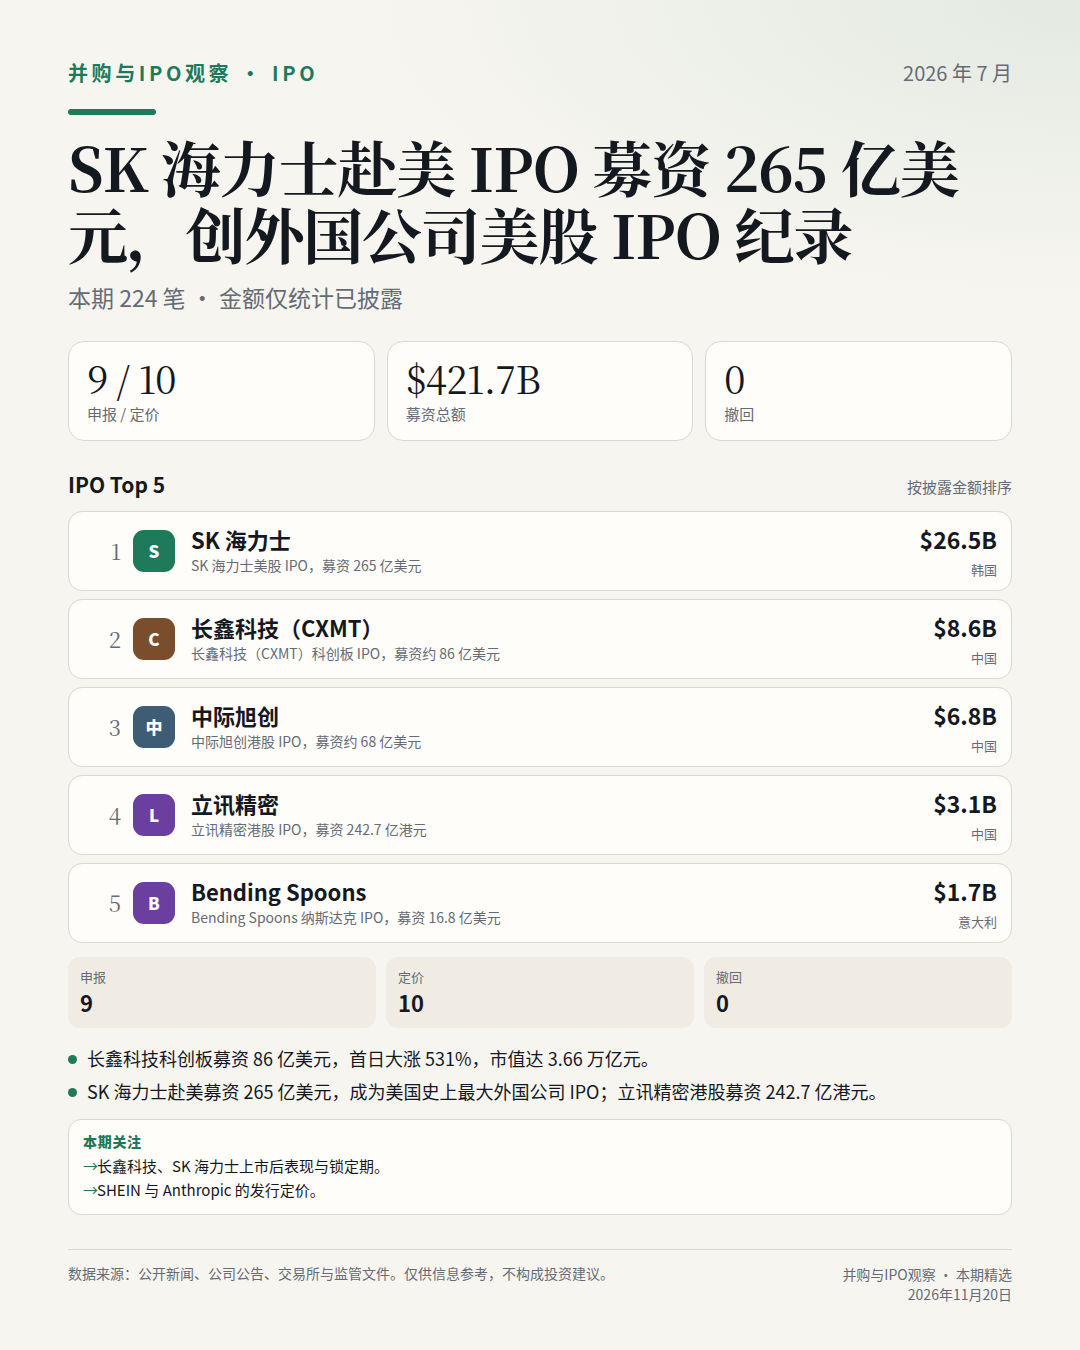 并购与IPO观察 · IPO
2026 年 7 月
SK 海力士赴美 IPO 募资 265 亿美
元，创外国公司美股 IPO 纪录
本期 224 笔 · 金额仅统计已披露
9 / 10
申报 / 定价
$421.7B
募资总额
0
撤回
IPO Top 5
按披露金额排序
1
S
SK 海力士
SK 海力士美股 IPO，募资 265 亿美元
$26.5B
韩国
2
C
长鑫科技（CXMT）
长鑫科技（CXMT）科创板 IPO，募资约 86 亿美元
$8.6B
中国
3
中
中际旭创
中际旭创港股 IPO，募资约 68 亿美元
$6.8B
中国
4
L
立讯精密
立讯精密港股 IPO，募资 242.7 亿港元
$3.1B
中国
5
B
Bending Spoons
Bending Spoons 纳斯达克 IPO，募资 16.8 亿美元
$1.7B
意大利
申报
9
定价
10
撤回
0
长鑫科技科创板募资 86 亿美元，首日大涨 531%，市值达 3.66 万亿元。
SK 海力士赴美募资 265 亿美元，成为美国史上最大外国公司 IPO；立讯精密港股募资 242.7 亿港元。
本期关注
→长鑫科技、SK 海力士上市后表现与锁定期。
→SHEIN 与 Anthropic 的发行定价。
数据来源：公开新闻、公司公告、交易所与监管文件。仅供信息参考，不构成投资建议。
并购与IPO观察 · 本期精选
2026年11月20日